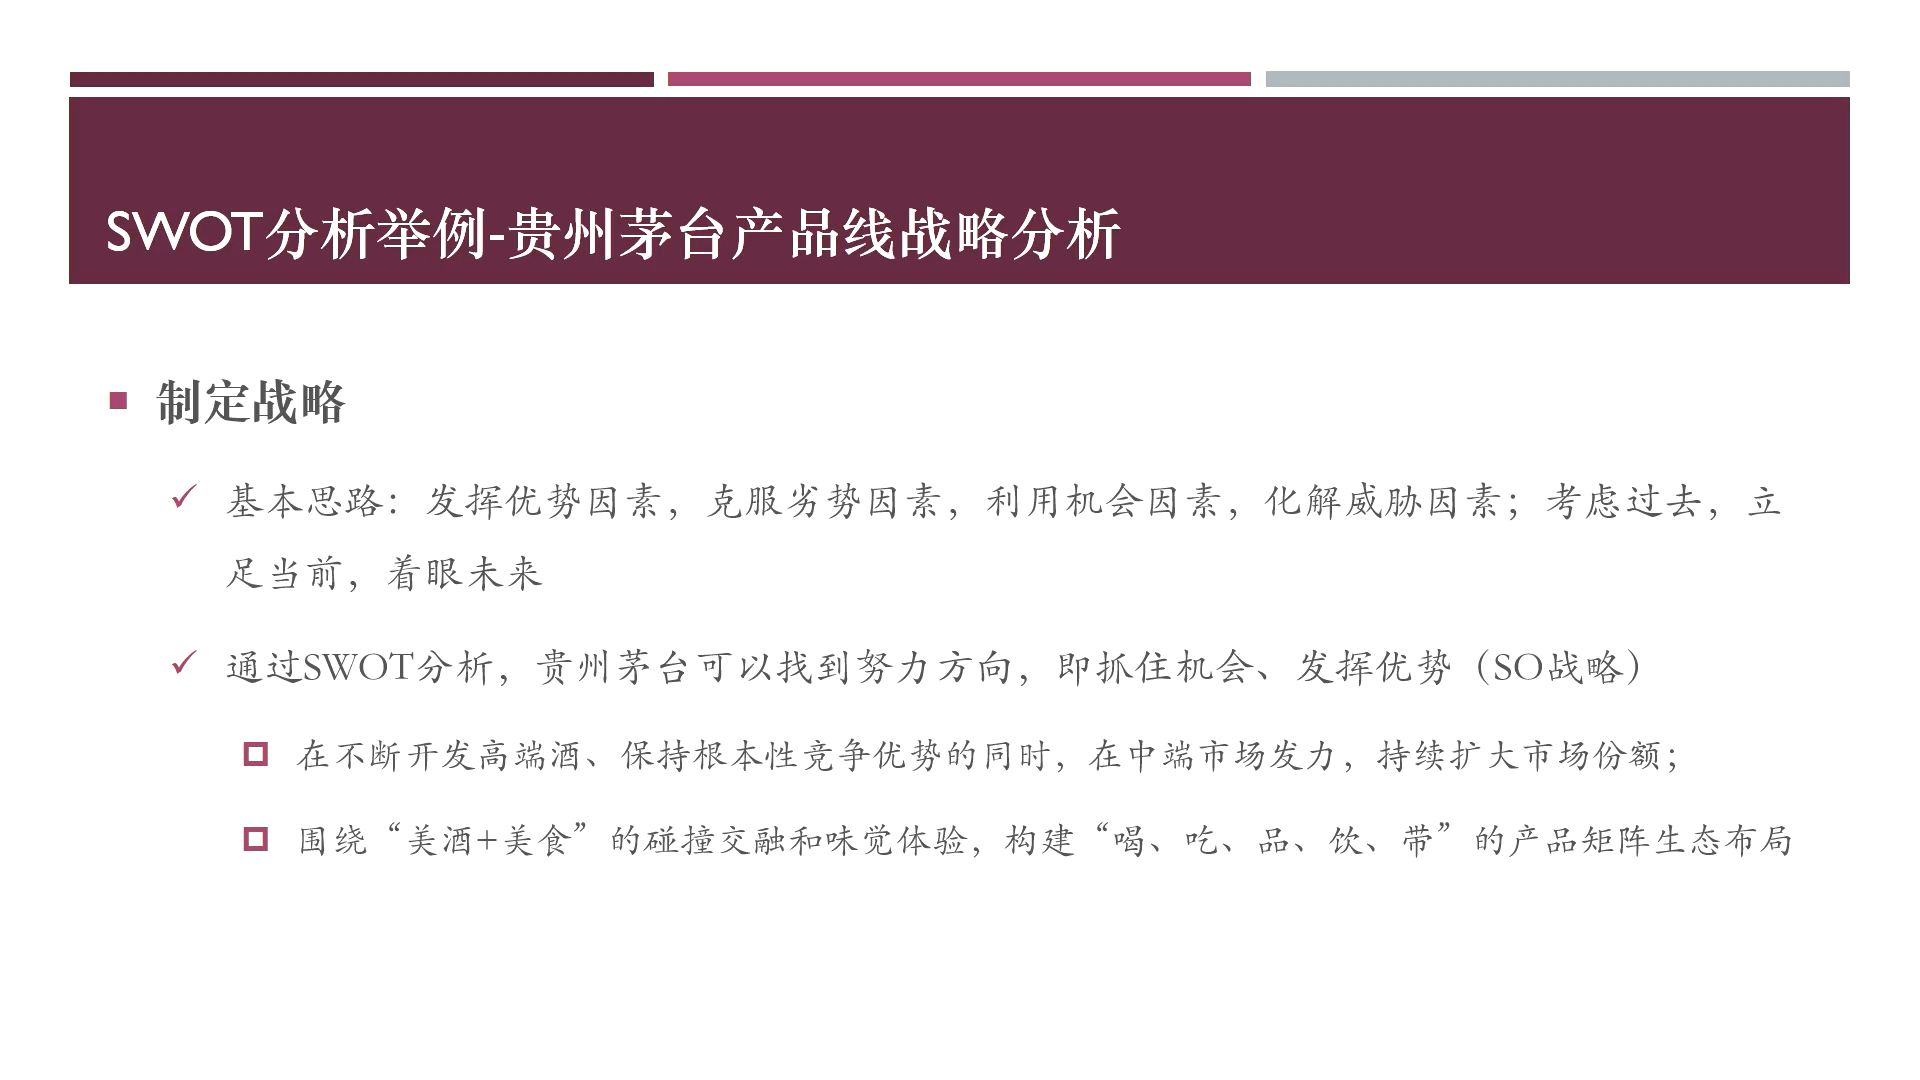 SWOT分析举例-贵州茅台产品线战略分析
制定战略
基本思路：发挥优势因素，克服劣势因素，利用机会因素，化解威胁因素；考虑过去，立
足当前，着眼未来
通过SWOT分析，贵州茅台可以找到努力方向，即抓住机会、发挥优势（SO战略）
在不断开发高端酒、保持根本性竞争优势的同时，在中端市场发力，持续扩大市场份额；
围绕“美酒+美食”的碰撞交融和味觉体验，构建“喝、吃、品、饮、带”的产品矩阵生态布局